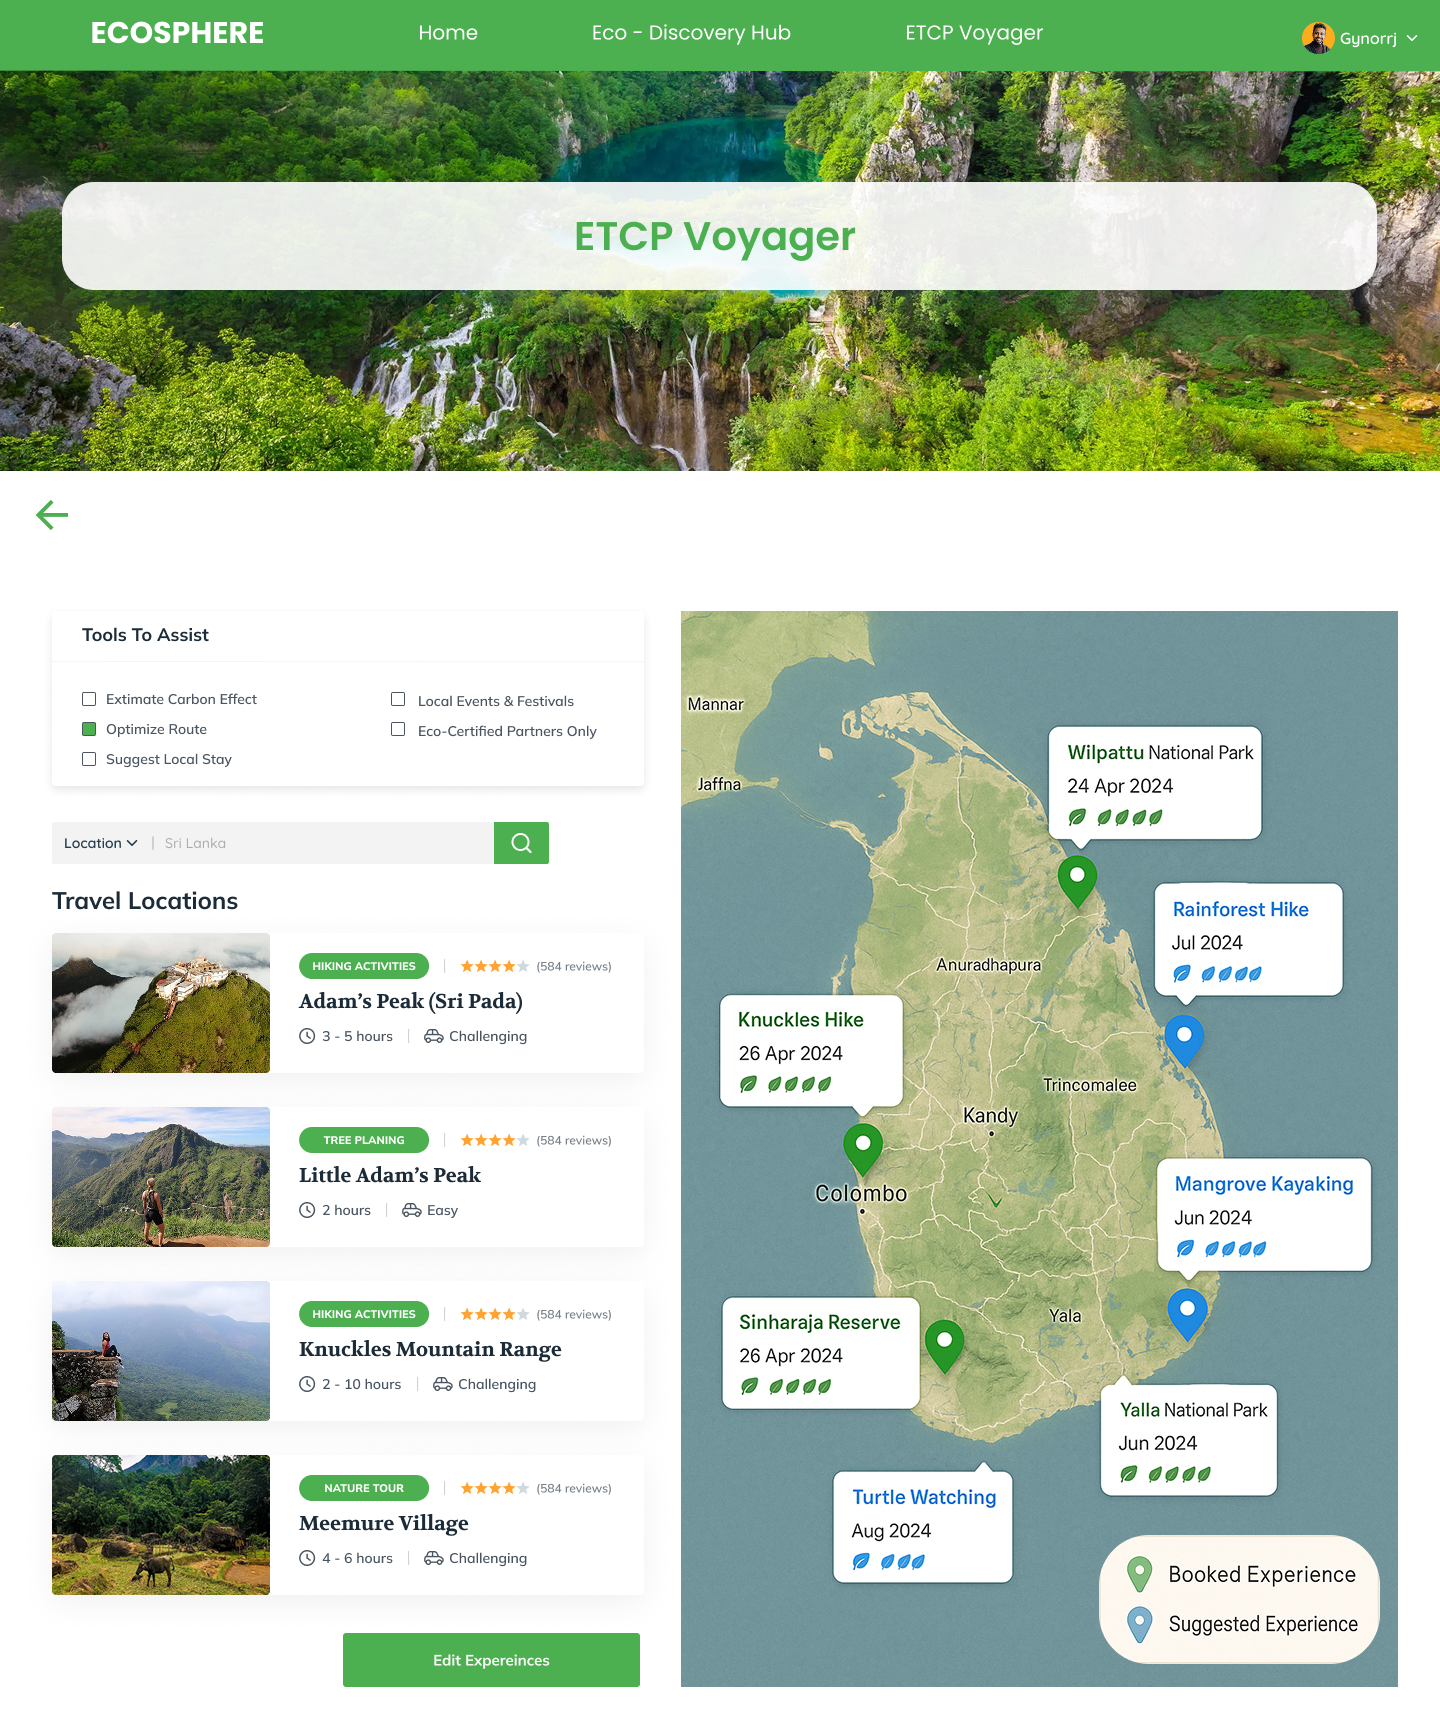 ECOSPHERE
Home
Eco - Discovery Hub
ETCP Voyager
Gynorrj
ETCP Voyager
Tools To Assist
Extimate Carbon Effect
Optimize Route
Suggest Local Stay
Local Events & Festivals
Eco-Certified Partners Only
Location
Sri Lanka
Travel Locations
HIKING ACTIVITIES
(584 reviews)
Adam's Peak (Sri Pada)
3 - 5 hours
Challenging
TREE PLANING
(584 reviews)
Little Adam's Peak
2 hours
Easy
HIKING ACTIVITIES
(584 reviews)
Knuckles Mountain Range
2 - 10 hours
Challenging
NATURE TOUR
(584 reviews)
Meemure Village
4 - 6 hours
Challenging
Edit Expereinces
Mannar
Jaffna
Wilpattu National Park
24 Apr 2024
Rainforest Hike
Jul 2024
Anuradhapura
Knuckles Hike
26 Apr 2024
Trincomalee
Kandy
Colombo
Mangrove Kayaking
Jun 2024
Sinharaja Reserve
26 Apr 2024
Yala
Yalla National Park
Jun 2024
Turtle Watching
Aug 2024
Booked Experience
Suggested Experience